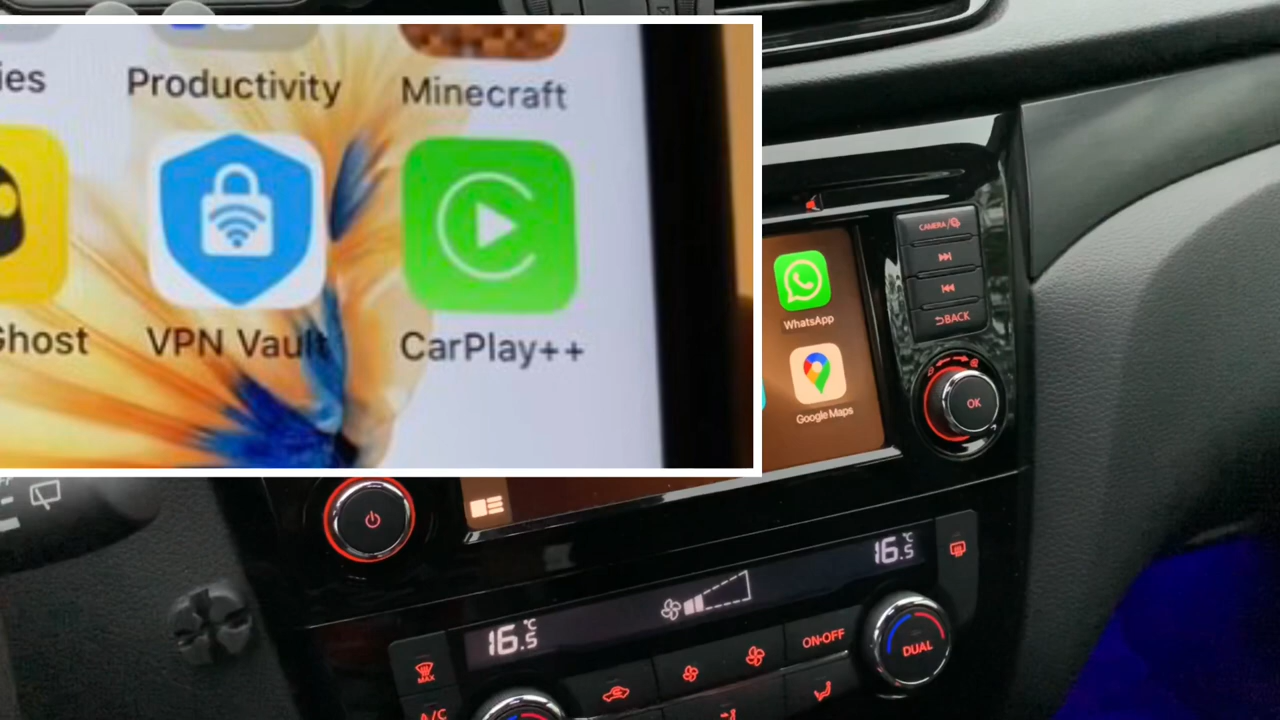 ies
Productivity
Minecraft
Ghost
VPN Vault
CarPlay++
CAMERA/
BACK
OK
WhatsApp
Google Maps
16.5°C
16.5°C
MAX
A/C
ON-OFF
DUAL